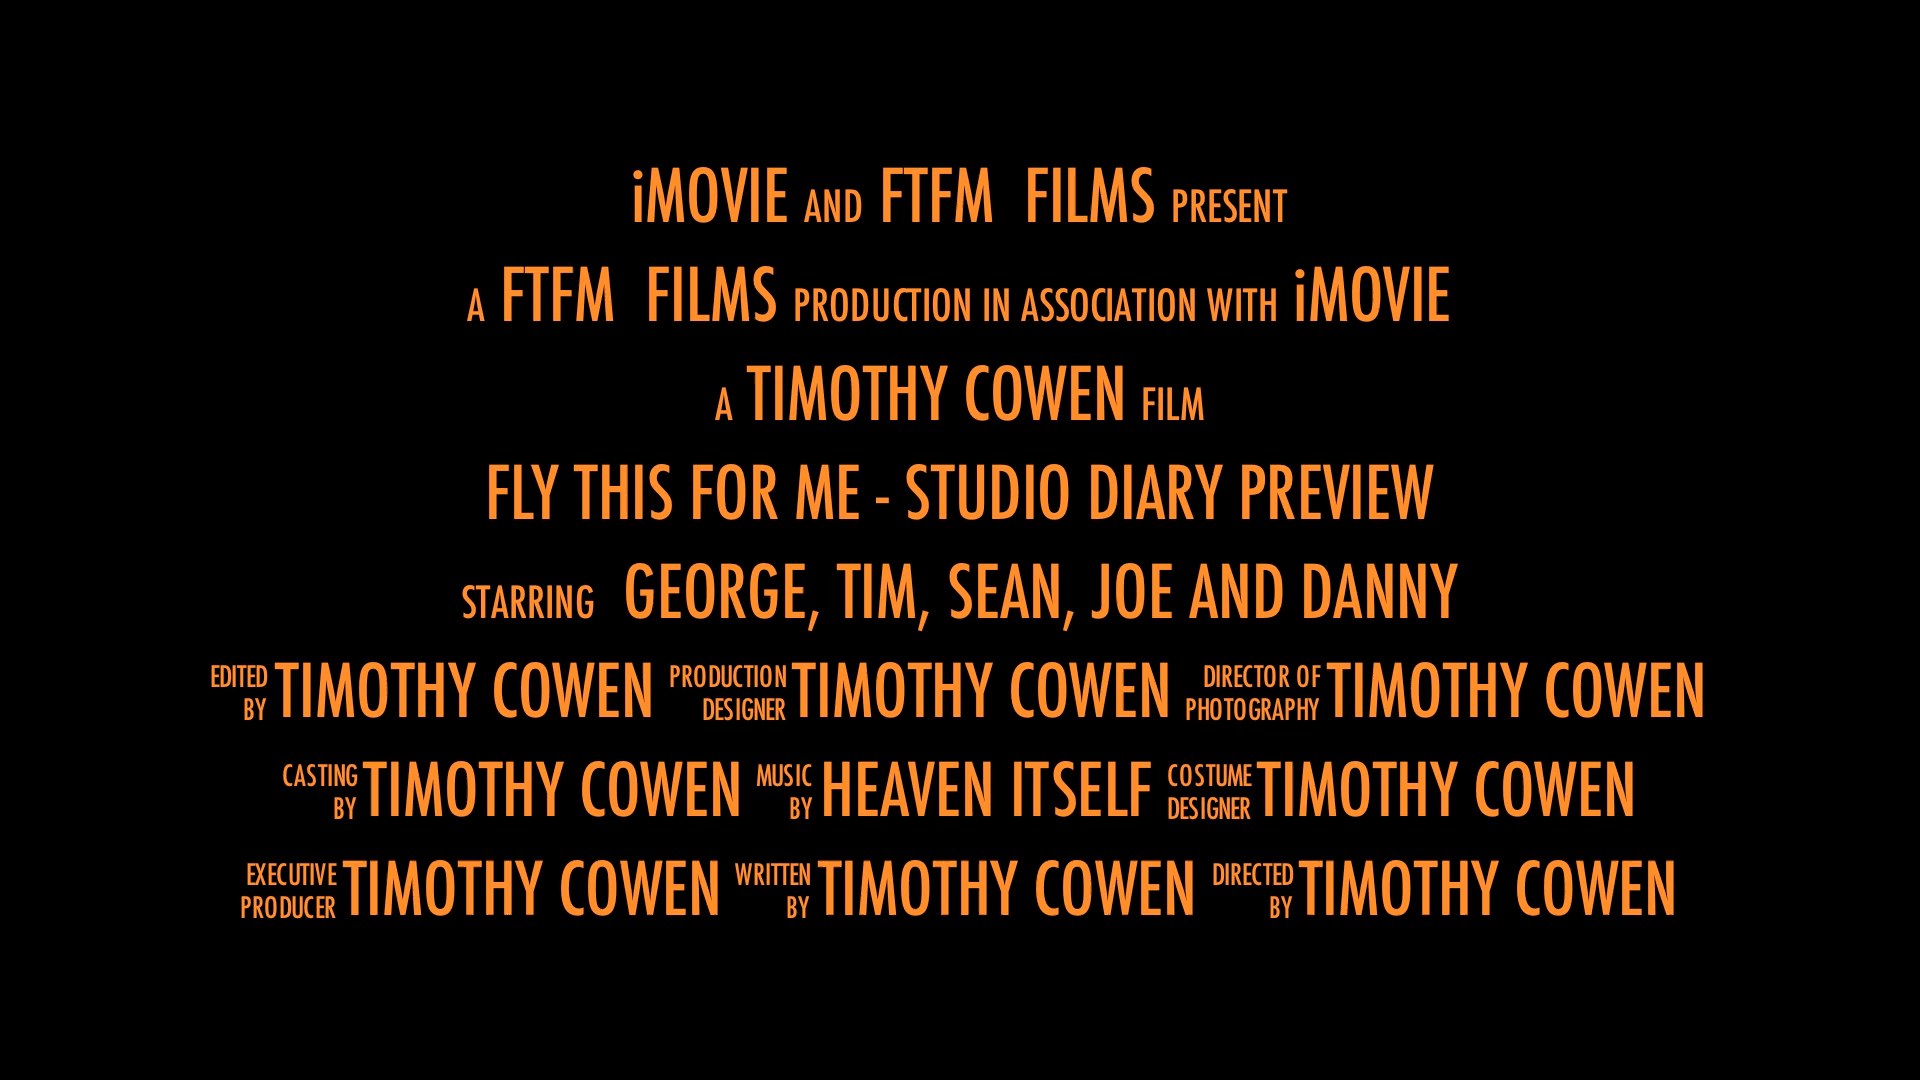 iMOVIE AND FTFM FILMS PRESENT
A FTFM FILMS PRODUCTION IN ASSOCIATION WITH iMOVIE
A TIMOTHY COWEN FILM
FLY THIS FOR ME - STUDIO DIARY PREVIEW
STARRING GEORGE, TIM, SEAN, JOE AND DANNY
EDITED BY TIMOTHY COWEN PRODUCTION DESIGNER TIMOTHY COWEN DIRECTOR OF PHOTOGRAPHY TIMOTHY COWEN
CASTING BY TIMOTHY COWEN MUSIC BY HEAVEN ITSELF COSTUME DESIGNER TIMOTHY COWEN
EXECUTIVE PRODUCER TIMOTHY COWEN WRITTEN BY TIMOTHY COWEN DIRECTED BY TIMOTHY COWEN